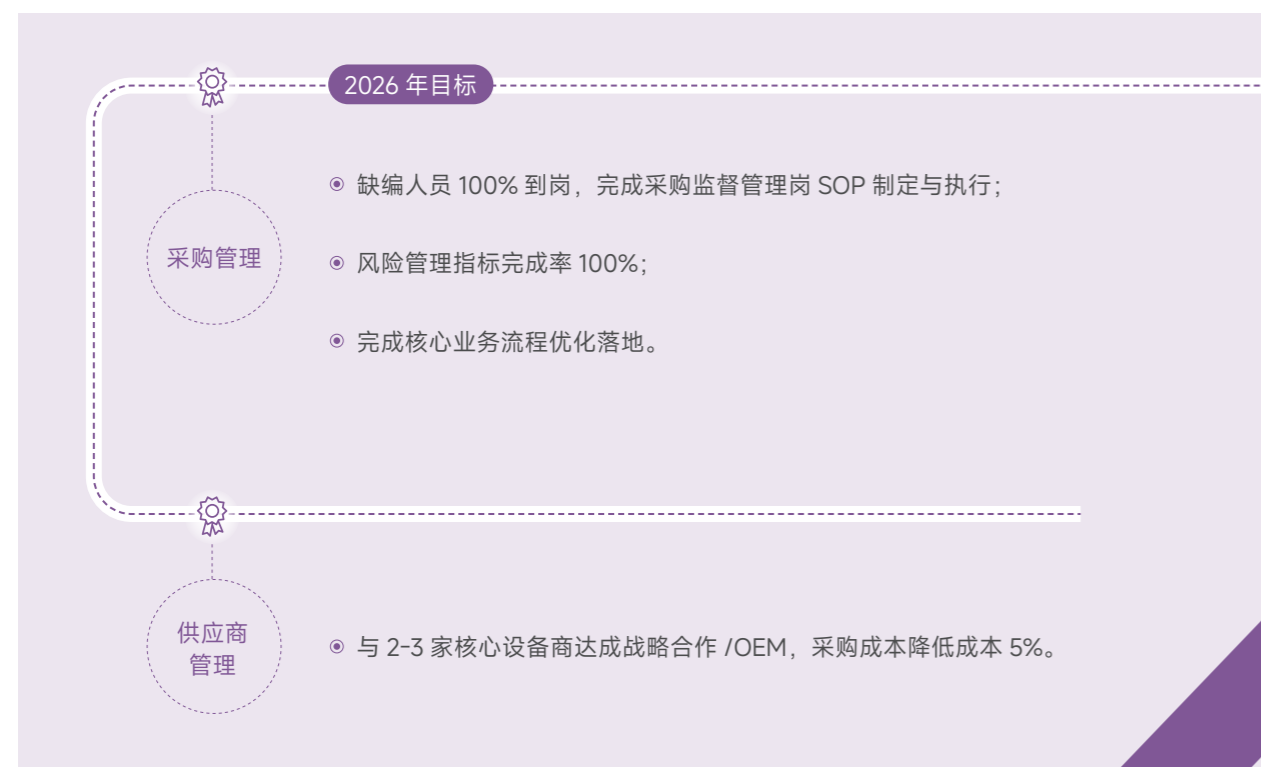 2026 年目标
采购管理
缺编人员 100% 到岗，完成采购监督管理岗 SOP 制定与执行；
风险管理指标完成率 100%；
完成核心业务流程优化落地。
供应商
管理
与 2-3 家核心设备商达成战略合作 /OEM，采购成本降低成本 5%。